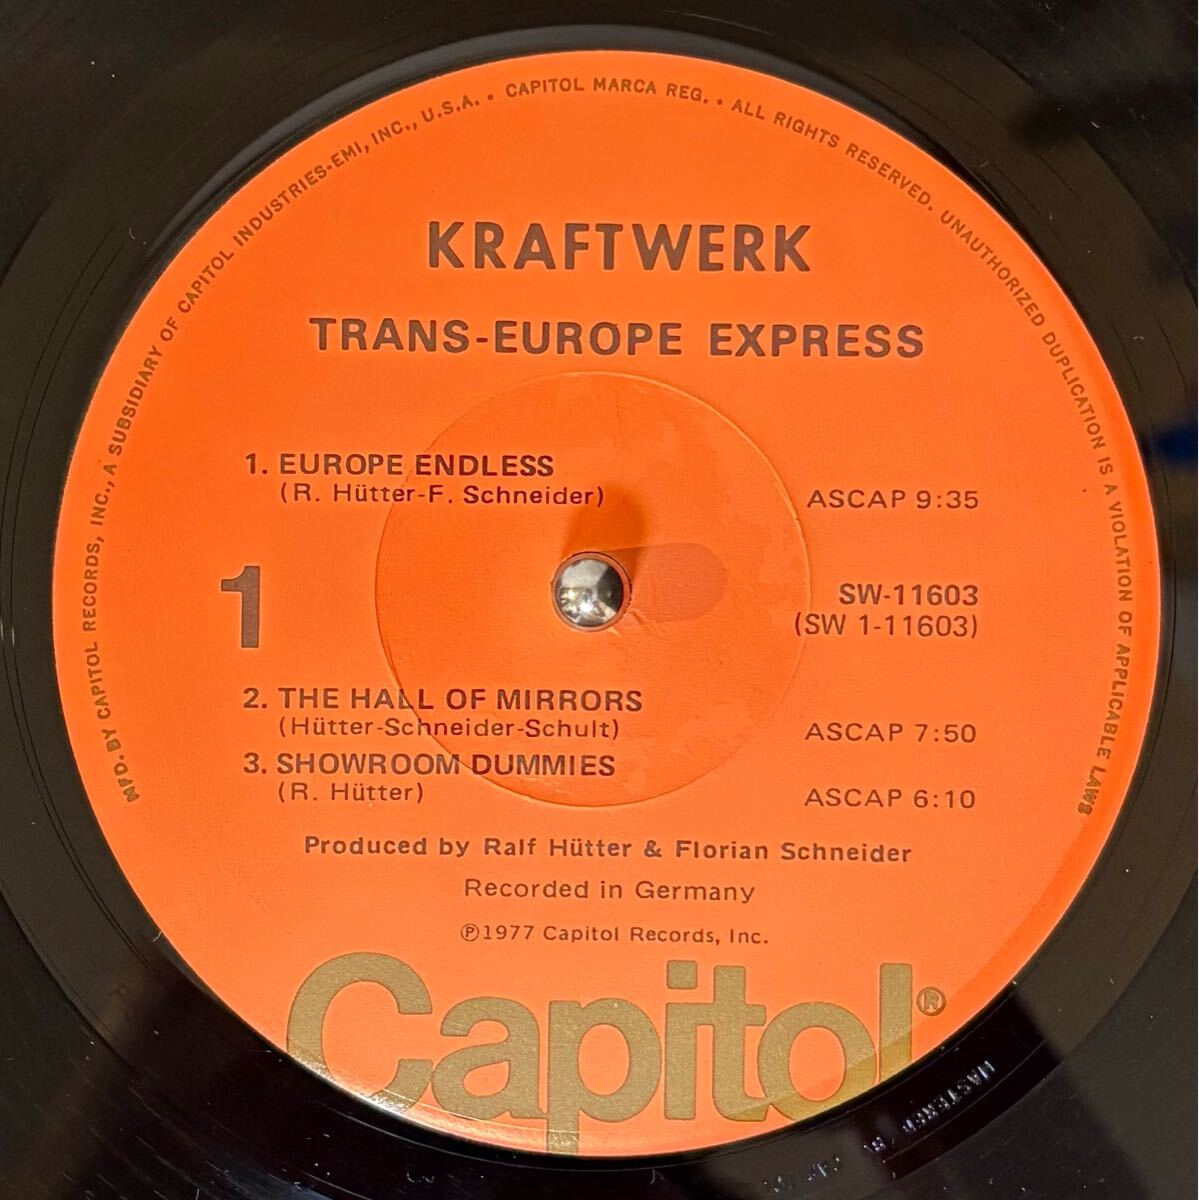 MFD. BY CAPITOL RECORDS, INC., A SUBSIDIARY OF CAPITOL INDUSTRIES-EMI, INC., U.S.A. • CAPITOL MARCA REG. • ALL RIGHTS RESERVED. UNAUTHORIZED DUPLICATION IS A VIOLATION OF APPLICABLE LAWS
KRAFTWERK
TRANS-EUROPE EXPRESS
1. EUROPE ENDLESS
(R. Hütter-F. Schneider) ASCAP 9:35
1
SW-11603
(SW 1-11603)
2. THE HALL OF MIRRORS
(Hütter-Schneider-Schult) ASCAP 7:50
3. SHOWROOM DUMMIES
(R. Hütter) ASCAP 6:10
Produced by Ralf Hütter & Florian Schneider
Recorded in Germany
℗1977 Capitol Records, Inc.
Capitol®
MASTERED BY